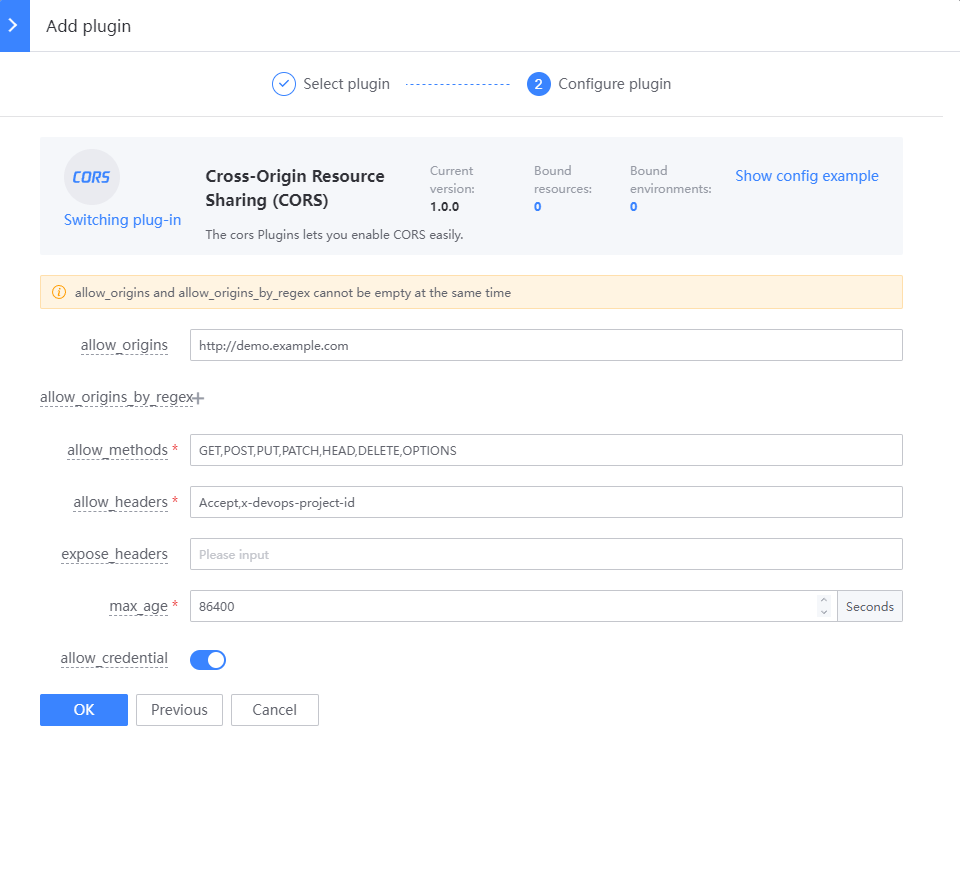 Add plugin
Select plugin
2 Configure plugin
CORS
Switching plug-in
Cross-Origin Resource
Sharing (CORS)
The cors Plugins lets you enable CORS easily.
Current
version:
1.0.0
Bound
resources:
0
Bound
environments:
0
Show config example
allow_origins and allow_origins_by_regex cannot be empty at the same time
allow_origins http://demo.example.com
allow_origins_by_regex
allow_methods * GET,POST,PUT,PATCH,HEAD,DELETE,OPTIONS
allow_headers * Accept,x-devops-project-id
expose_headers Please input
max_age * 86400 Seconds
allow_credential
OK Previous Cancel